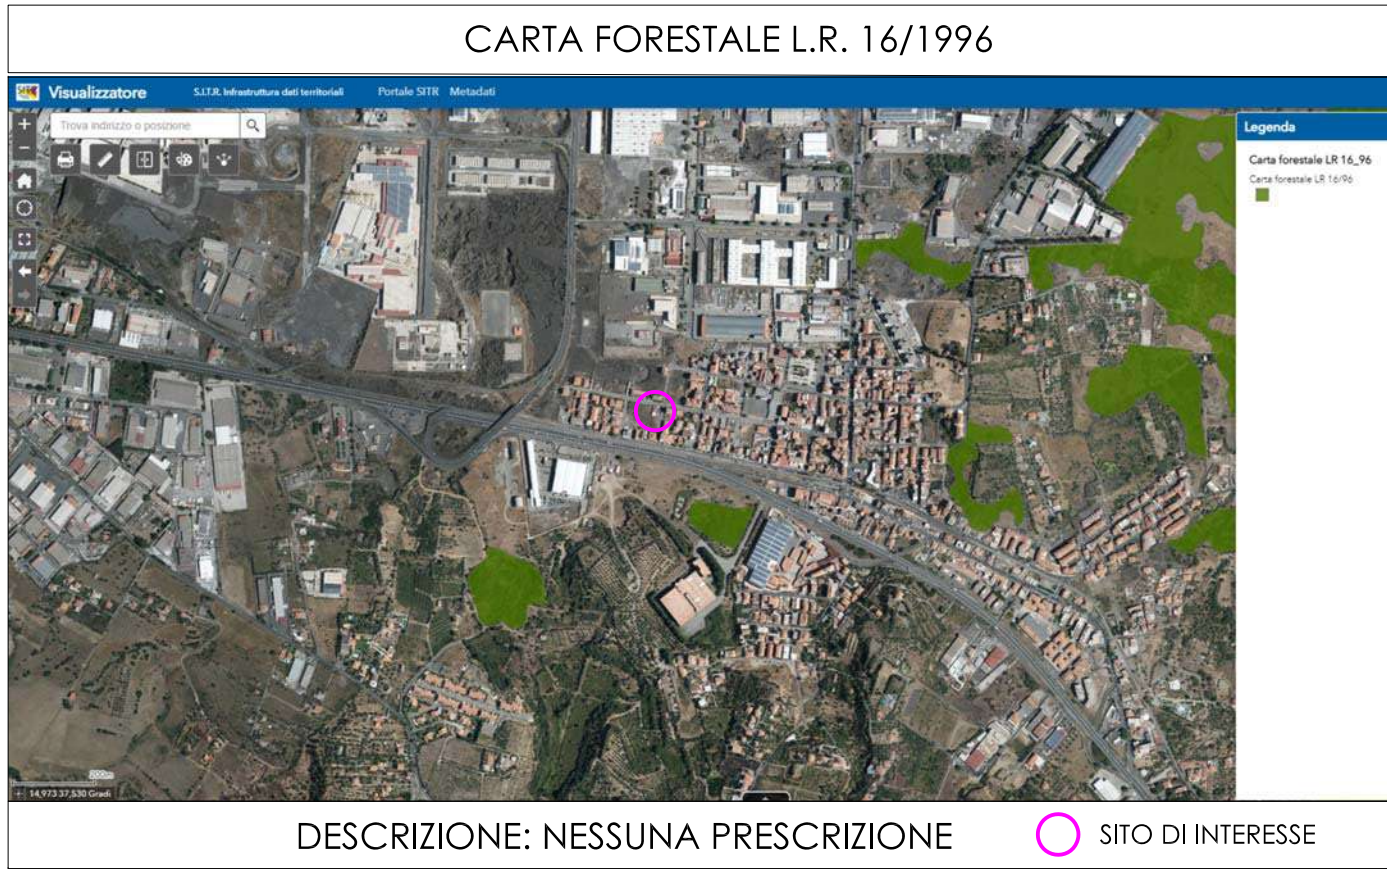 CARTA FORESTALE L.R. 16/1996
Visualizzatore S.I.T.R. Infrastruttura dati territoriali Portale SITR Metadati
Trova indirizzo o posizione
Legenda
Carta forestale LR 16_96
Carta forestale LR 16/96
200m
14,973 37,530 Gradi
DESCRIZIONE: NESSUNA PRESCRIZIONE
SITO DI INTERESSE